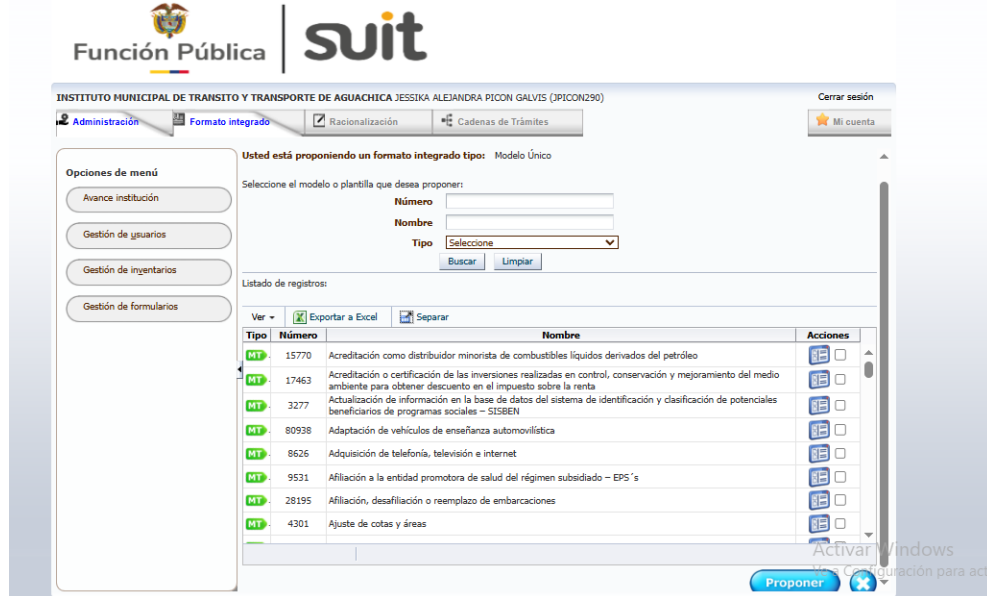 Función Pública
suit
INSTITUTO MUNICIPAL DE TRANSITO Y TRANSPORTE DE AGUACHICA JESSIKA ALEJANDRA PICON GALVIS (JPICON290)
Cerrar sesión
Administración
Formato integrado
Racionalización
Cadenas de Tràmites
Mi cuenta
Opciones de menú
Avance institución
Gestión de usuarios
Gestión de inventarios
Gestión de formularios
Usted está proponiendo un formato integrado tipo: Modelo Único
Seleccione el modelo o plantilla que desea proponer:
Número
Nombre
Tipo Seleccione
Buscar Limpiar
Listado de registros:
Ver Exportar a Excel Separar
Tipo Número Nombre Acciones
MT 15770 Acreditación como distribuidor minorista de combustibles líquidos derivados del petróleo
MT 17463 Acreditación o certificación de las inversiones realizadas en control, conservación y mejoramiento del medio
ambiente para obtener descuento en el impuesto sobre la renta
MT 3277 Actualización de información en la base de datos del sistema de identificación y clasificación de potenciales
beneficiarios de programas sociales – SISBEN
MT 80938 Adaptación de vehículos de enseñanza automovilística
MT 8626 Adquisición de telefonía, televisión e internet
MT 9531 Afiliación a la entidad promotora de salud del régimen subsidiado – EPS´s
MT 28195 Afiliación, desafiliación o reemplazo de embarcaciones
MT 4301 Ajuste de cotas y áreas
Activar Windows
Configuración para
Proponer